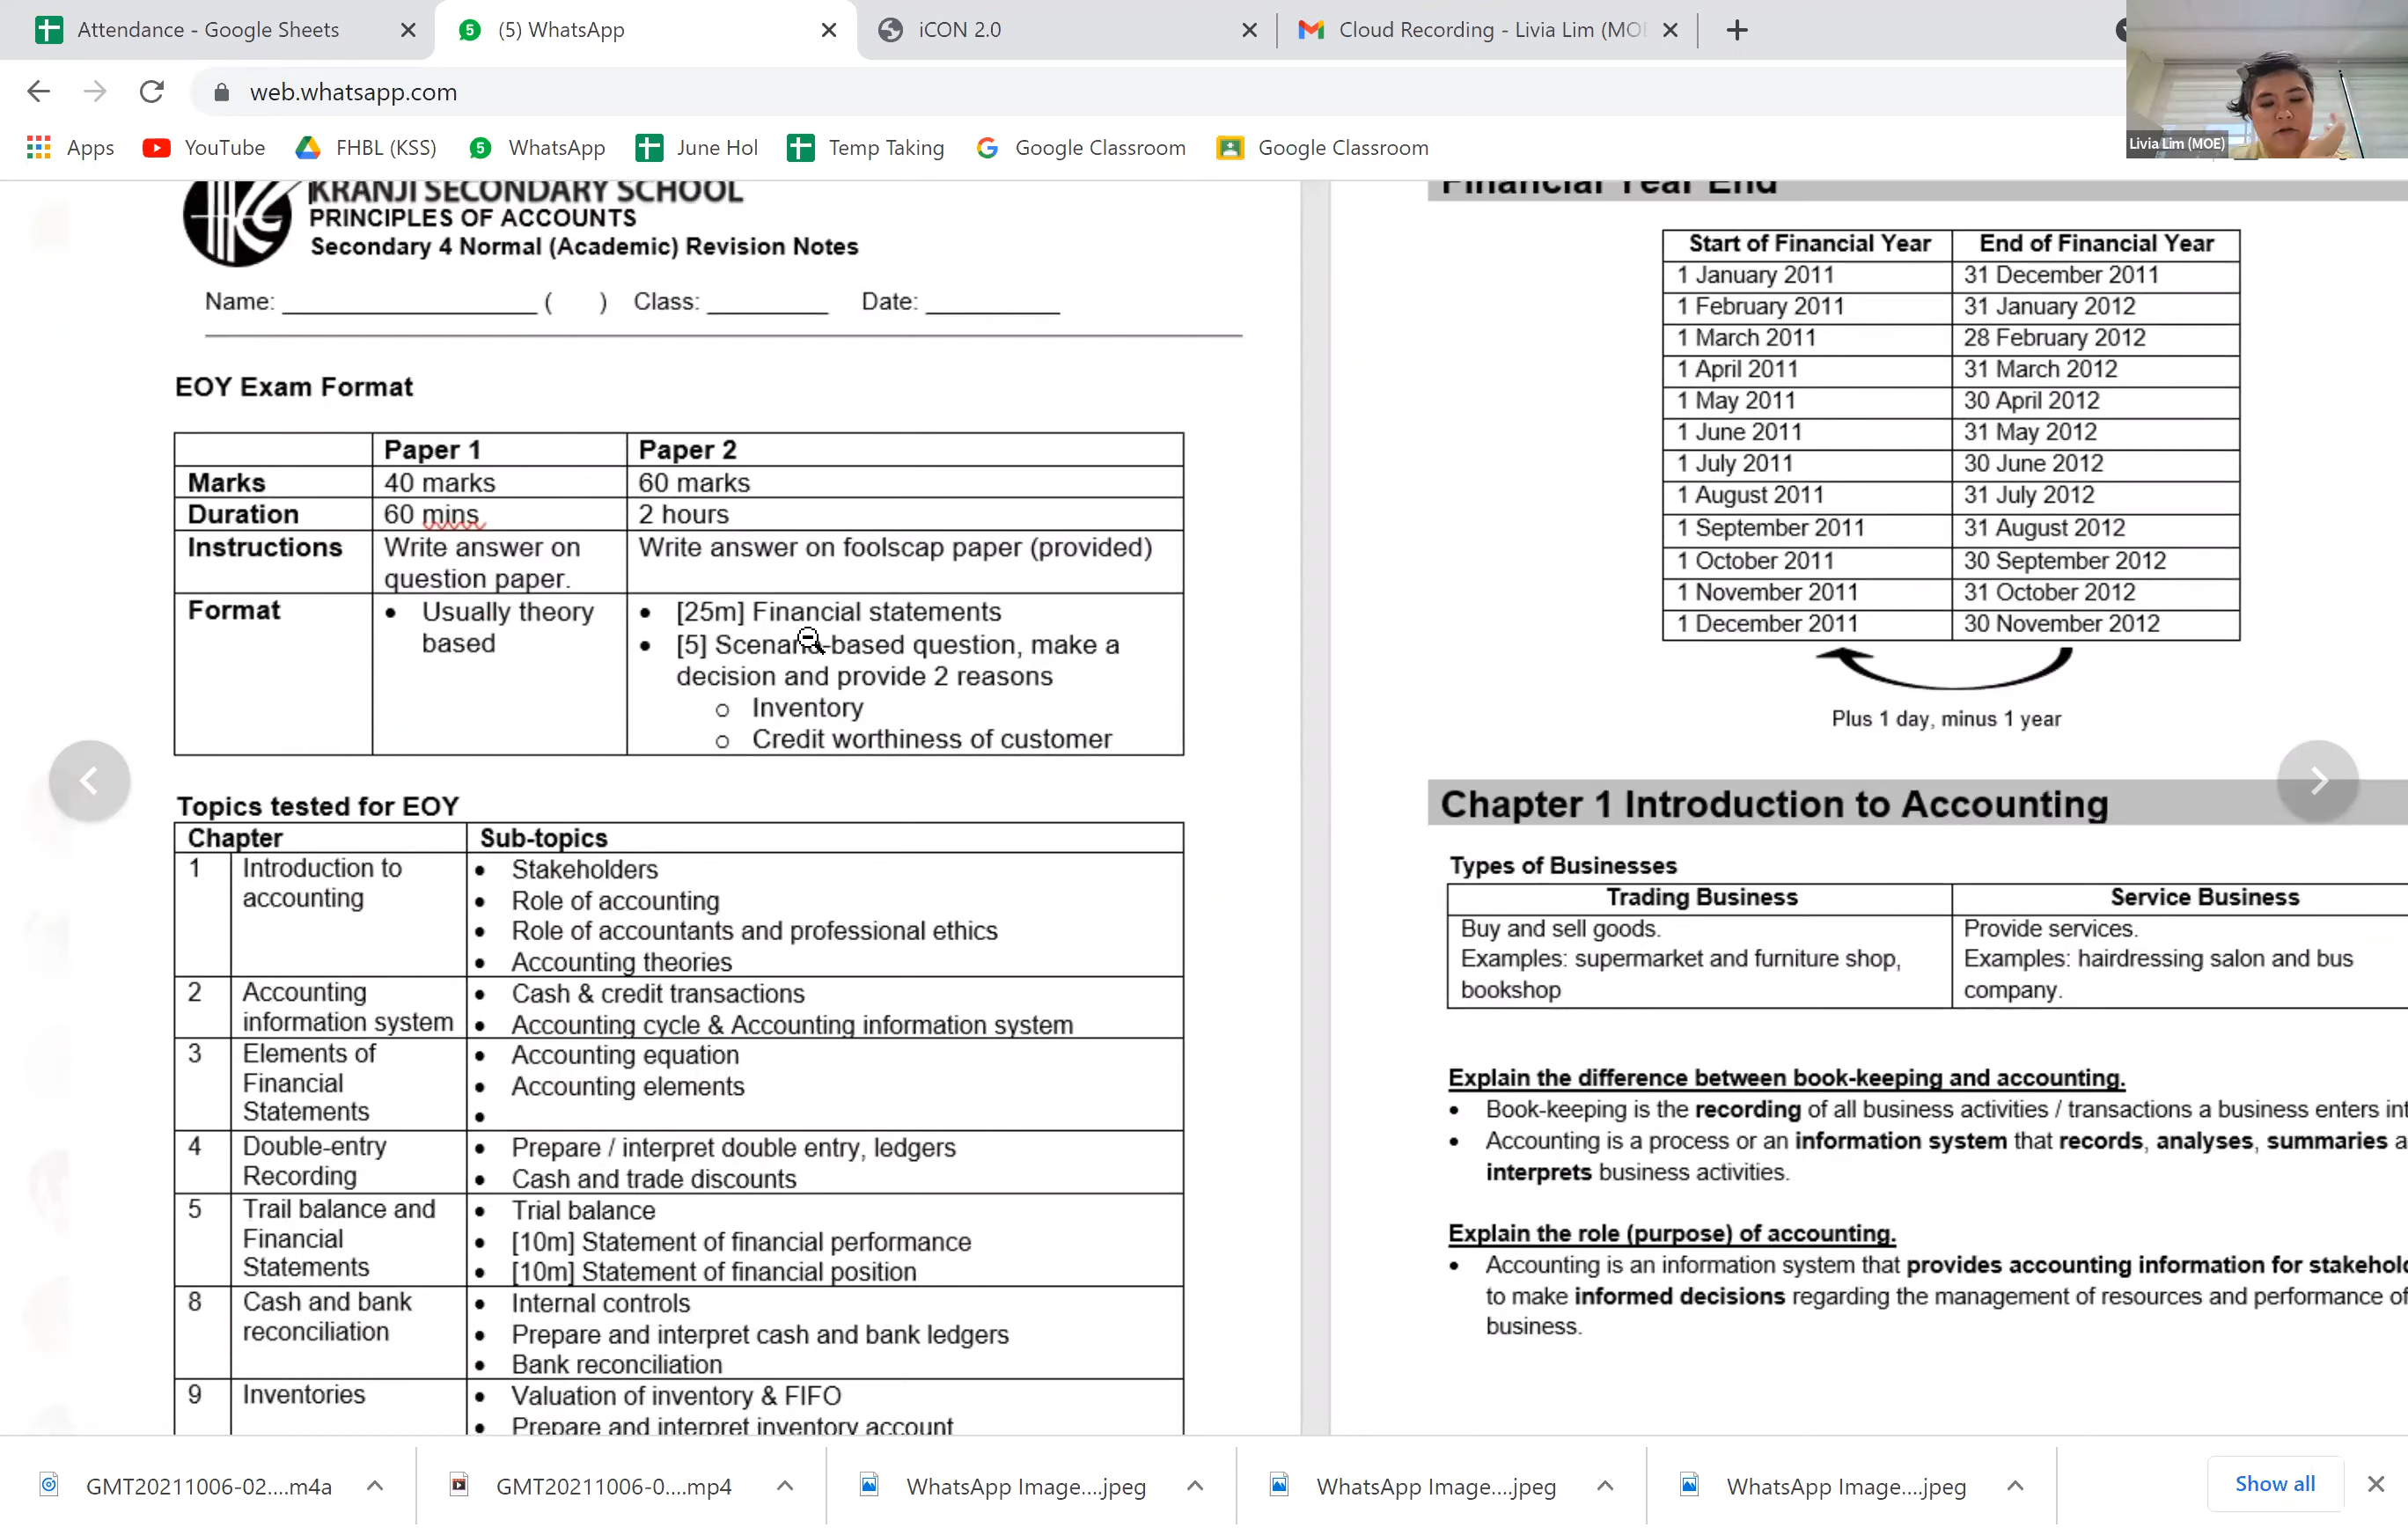 Attendance - Google Sheets
(5) WhatsApp
iCON 2.0
Cloud Recording - Livia Lim (MOE
web.whatsapp.com
Apps
YouTube
FHBL (KSS)
5
WhatsApp
June Hol
Temp Taking
Google Classroom
Google Classroom
Livia Lim (MOE)
KRANJI SECONDARY SCHOOL
PRINCIPLES OF ACCOUNTS
Secondary 4 Normal (Academic) Revision Notes
Name: ____________________ ( ) Class: __________ Date: ___________
EOY Exam Format
Paper 1 Paper 2
Marks 40 marks 60 marks
Duration 60 mins 2 hours
Instructions Write answer on Write answer on foolscap paper (provided)
question paper.
Format • Usually theory • [25m] Financial statements
based • [5] Scenario-based question, make a
decision and provide 2 reasons
o Inventory
o Credit worthiness of customer
Topics tested for EOY
Chapter Sub-topics
1 Introduction to • Stakeholders
accounting • Role of accounting
• Role of accountants and professional ethics
• Accounting theories
2 Accounting • Cash & credit transactions
information system • Accounting cycle & Accounting information system
3 Elements of • Accounting equation
Financial • Accounting elements
Statements •
4 Double-entry • Prepare / interpret double entry, ledgers
Recording • Cash and trade discounts
5 Trail balance and • Trial balance
Financial • [10m] Statement of financial performance
Statements • [10m] Statement of financial position
8 Cash and bank • Internal controls
reconciliation • Prepare and interpret cash and bank ledgers
• Bank reconciliation
9 Inventories • Valuation of inventory & FIFO
• Prepare and interpret inventory account
Financial Year End
Start of Financial Year End of Financial Year
1 January 2011 31 December 2011
1 February 2011 31 January 2012
1 March 2011 28 February 2012
1 April 2011 31 March 2012
1 May 2011 30 April 2012
1 June 2011 31 May 2012
1 July 2011 30 June 2012
1 August 2011 31 July 2012
1 September 2011 31 August 2012
1 October 2011 30 September 2012
1 November 2011 31 October 2012
1 December 2011 30 November 2012
Plus 1 day, minus 1 year
Chapter 1 Introduction to Accounting
Types of Businesses
Trading Business Service Business
Buy and sell goods. Provide services.
Examples: supermarket and furniture shop, Examples: hairdressing salon and bus
bookshop company.
Explain the difference between book-keeping and accounting.
• Book-keeping is the recording of all business activities / transactions a business enters int
• Accounting is a process or an information system that records, analyses, summaries a
interprets business activities.
Explain the role (purpose) of accounting.
• Accounting is an information system that provides accounting information for stakehol
to make informed decisions regarding the management of resources and performance of
business.
GMT20211006-02....m4a
GMT20211006-0....mp4
WhatsApp Image....jpeg
WhatsApp Image....jpeg
WhatsApp Image....jpeg
Show all